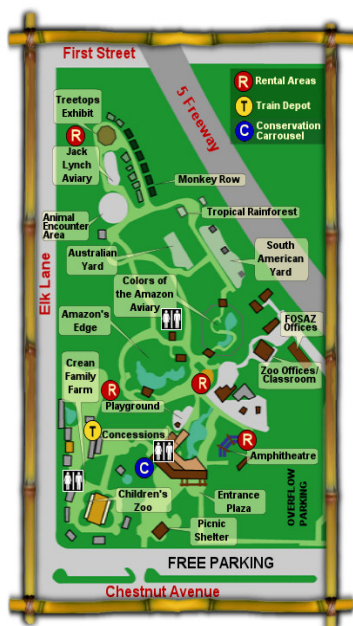 First Street
5 Freeway
R Rental Areas
T Train Depot
C Conservation
Carrousel
Treetops
Exhibit
R
Jack
Lynch
Aviary
Monkey Row
Elk Lane
Animal
Encounter
Area
Tropical Rainforest
Australian
Yard
South
American
Yard
Colors of
the Amazon
Aviary
Amazon's
Edge
FOSAZ
Offices
Zoo Offices/
Classroom
Crean
Family
Farm
R
Playground
R
T
Concessions
R
Amphitheatre
C
Children's
Zoo
Entrance
Plaza
OVERFLOW
PARKING
Picnic
Shelter
FREE PARKING
Chestnut Avenue